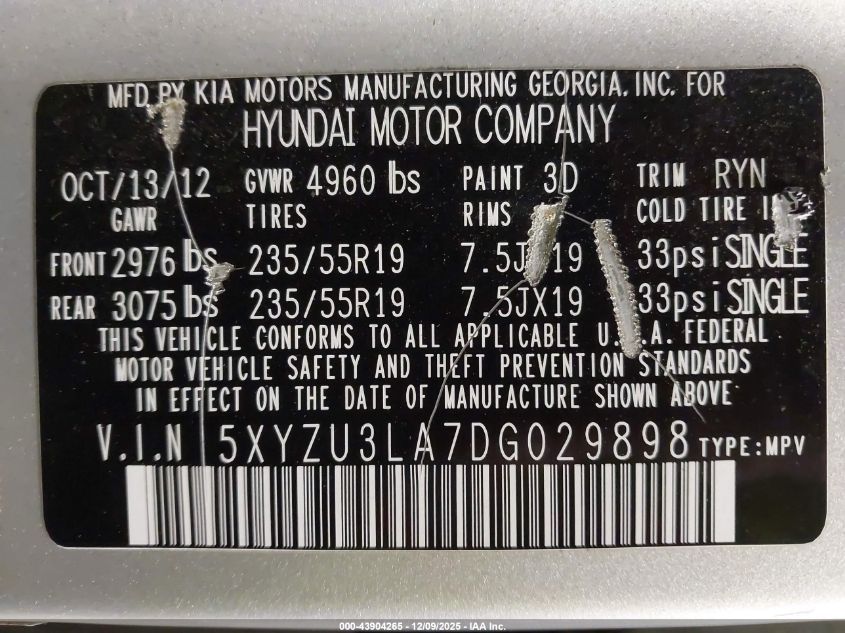 MFD. BY KIA MOTORS MANUFACTURING GEORGIA, INC. FOR
HYUNDAI MOTOR COMPANY
OCT/13/12 GVWR 4960 lbs PAINT 3D TRIM RYN
GAWR TIRES RIMS COLD TIRE
FRONT 2976 lbs 235/55R19 7.5JX19 33psi SINGLE
REAR 3075 lbs 235/55R19 7.5JX19 33psi SINGLE
THIS VEHICLE CONFORMS TO ALL APPLICABLE U.S.A. FEDERAL
MOTOR VEHICLE SAFETY AND THEFT PREVENTION STANDARDS
IN EFFECT ON THE DATE OF MANUFACTURE SHOWN ABOVE
V.I.N 5XYZU3LA7DG029898 TYPE:MPV
000-43904265 - 12/09/2025 - IAA Inc.